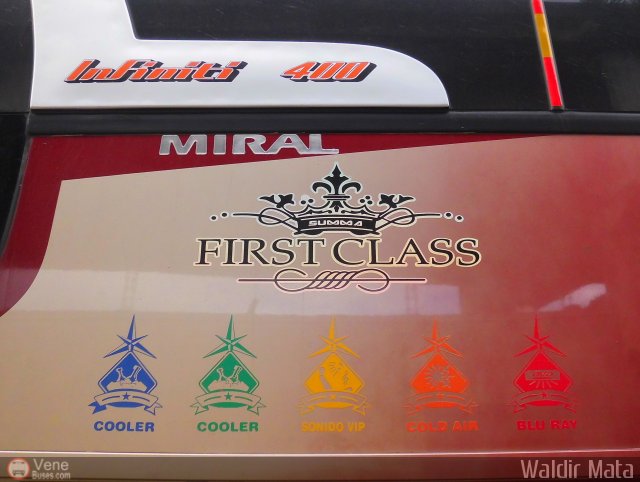 Infiniti 400
MIRAL
SUMMA
FIRST CLASS
COOLER COOLER SONIDO VIP COLD AIR BLU RAY
Vene
Buses.com
Waldir Mata